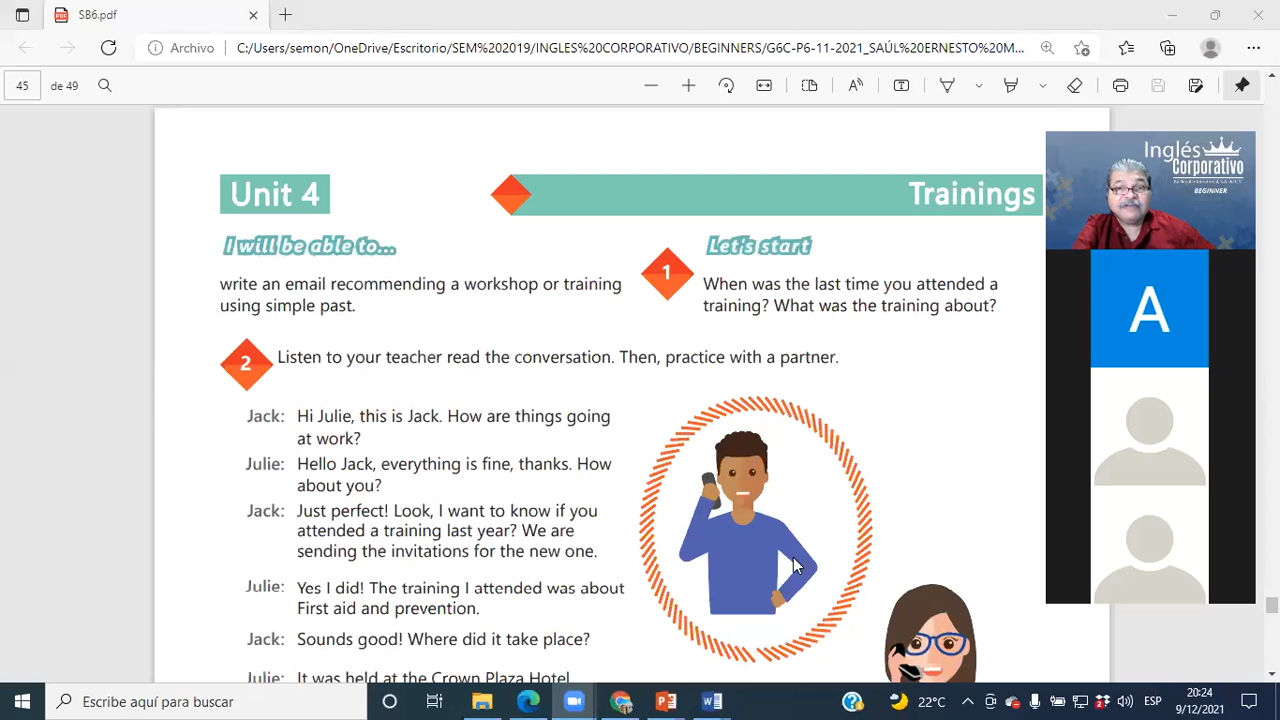 SB6.pdf
Archivo
C:/Users/semon/OneDrive/Escritorio/SEM%202019/INGLES%20CORPORATIVO/BEGINNERS/G6C-P6-11-2021_SAÚL%20ERNESTO%20M...
45 de 49
Unit 4
Trainings
I will be able to...
write an email recommending a workshop or training
using simple past.
Let's start
1
When was the last time you attended a
training? What was the training about?
2
Listen to your teacher read the conversation. Then, practice with a partner.
Jack: Hi Julie, this is Jack. How are things going
at work?
Julie: Hello Jack, everything is fine, thanks. How
about you?
Jack: Just perfect! Look, I want to know if you
attended a training last year? We are
sending the invitations for the new one.
Julie: Yes I did! The training I attended was about
First aid and prevention.
Jack: Sounds good! Where did it take place?
Julie: It was held at the Crown Plaza Hotel
Inglés
Corporativo
BEGINNER
A
Escribe aquí para buscar
22°C
ESP
20:24
9/12/2021